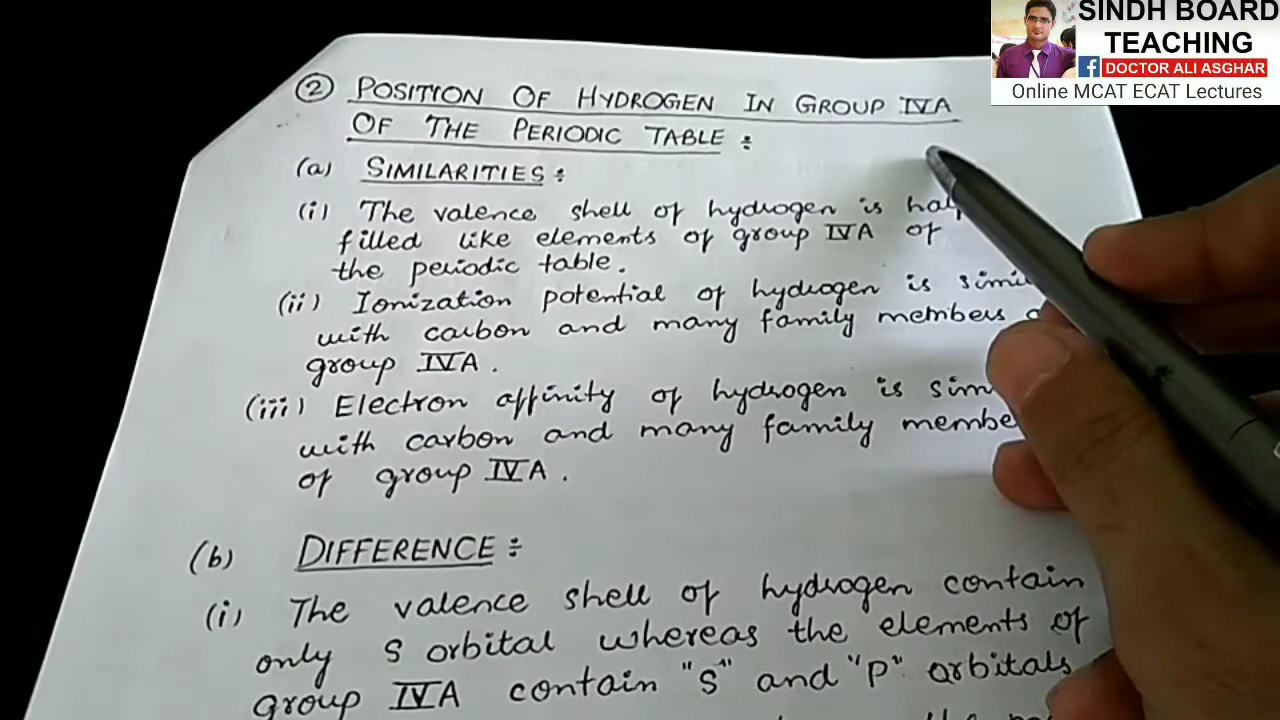 SINDH BOARD
TEACHING
DOCTOR ALI ASGHAR
Online MCAT ECAT Lectures
② POSITION OF HYDROGEN IN GROUP IVA
OF THE PERIODIC TABLE :
(a) SIMILARITIES :
(i) The valence shell of hydrogen is
filled like elements of group IVA of
the periodic table.
(ii) Ionization potential of hydrogen is
with carbon and many family members
group IVA.
(iii) Electron affinity of hydrogen is
with carbon and many family
of group IVA.
(b) DIFFERENCE :
(i) The valence shell of hydrogen contain
only S orbital whereas the elements of
group IVA contain "S" and "P" orbitals